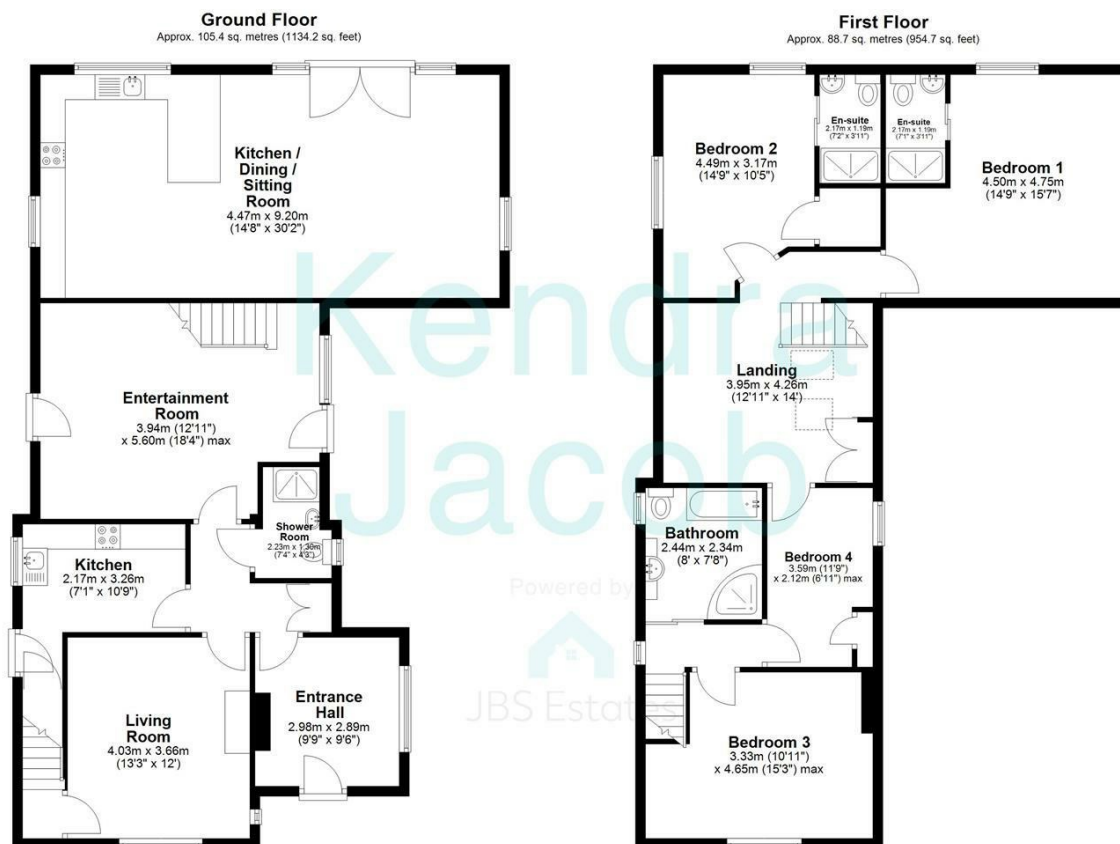 Ground Floor
Approx. 105.4 sq. metres (1134.2 sq. feet)
Kitchen /
Dining /
Sitting
Room
4.47m x 9.20m
(14'8" x 30'2")
Entertainment
Room
3.94m (12'11")
x 5.60m (18'4") max
Shower
Room
2.23m x 1.30m
(7'4" x 4'3")
Kitchen
2.17m x 3.26m
(7'1" x 10'9")
Living
Room
4.03m x 3.66m
(13'3" x 12')
Entrance
Hall
2.98m x 2.89m
(9'9" x 9'6")
First Floor
Approx. 88.7 sq. metres (954.7 sq. feet)
Bedroom 2
4.49m x 3.17m
(14'9" x 10'5")
En-suite
2.17m x 1.19m
(7'2" x 3'11")
En-suite
2.17m x 1.19m
(7'1" x 3'11")
Bedroom 1
4.50m x 4.75m
(14'9" x 15'7")
Landing
3.95m x 4.26m
(12'11" x 14')
Bathroom
2.44m x 2.34m
(8' x 7'8")
Bedroom 4
3.59m (11'9")
x 2.12m (6'11") max
Bedroom 3
3.33m (10'11")
x 4.65m (15'3") max
Kendra
Jacob
Powered by
JBS Estates